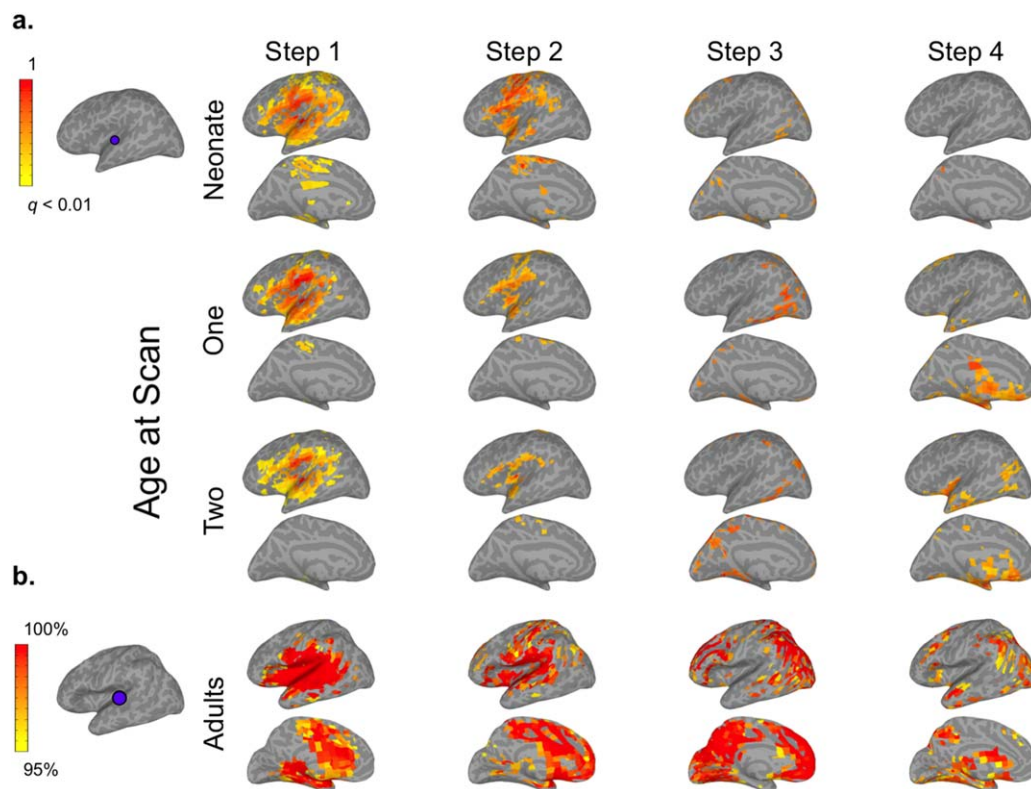 a.
Step 1 Step 2 Step 3 Step 4
1
q < 0.01
Neonate
Age at Scan
One
Two
b.
100%
95%
Adults